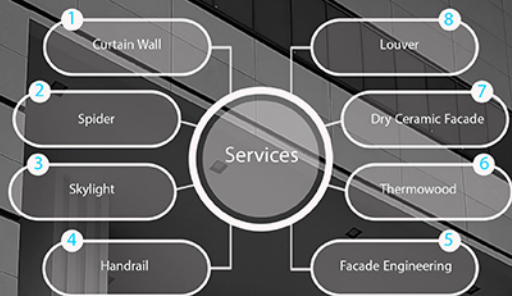 1
Curtain Wall
2
Spider
3
Skylight
4
Handrail
Services
8
Louver
7
Dry Ceramic Facade
6
Thermowood
5
Facade Engineering